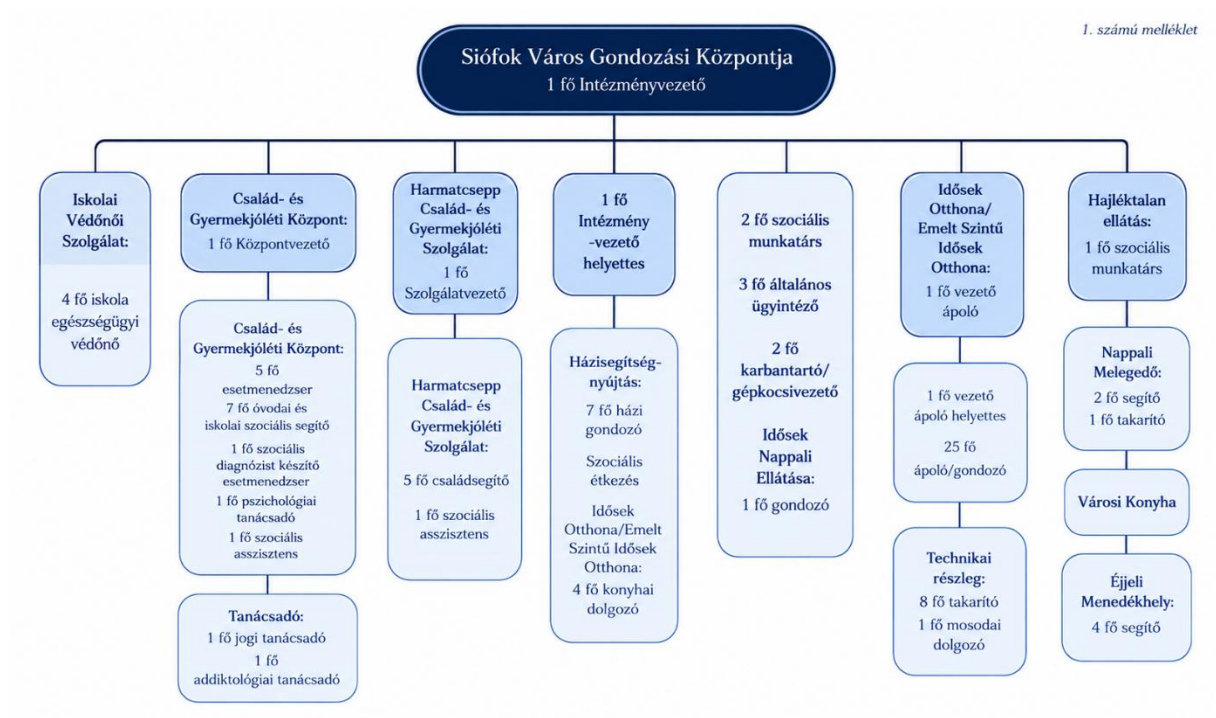 1. számú melléklet
Siófok Város Gondozási Központja
1 fő Intézményvezető
Iskolai
Védőnői
Szolgálat:
4 fő iskola
egészségügyi
védőnő
Család- és
Gyermekjóléti Központ:
1 fő Központvezető
Család- és
Gyermekjóléti Központ:
5 fő
esetmenedzser
7 fő óvodai és
iskolai szociális segítő
1 fő szociális
diagnózist készítő
esetmenedzser
1 fő pszichológiai
tanácsadó
1 fő szociális
asszisztens
Tanácsadó:
1 fő jogi tanácsadó
1 fő
addiktológiai tanácsadó
Harmatcsepp
Család- és
Gyermekjóléti
Szolgálat:
1 fő
Szolgálatvezető
Harmatcsepp
Család- és
Gyermekjóléti
Szolgálat:
5 fő családsegítő
1 fő szociális
asszisztens
1 fő
Intézmény
-vezető
helyettes
Házisegítség-
nyújtás:
7 fő házi
gondozó
Szociális
étkezés
Idősek
Otthona/Emelt
Szintű Idősek
Otthona:
4 fő konyhai
dolgozó
2 fő szociális
munkatárs
3 fő általános
ügyintéző
2 fő
karbantartó/
gépkocsivezető
Idősek
Nappali
Ellátása:
1 fő gondozó
Idősek
Otthona/
Emelt Szintű
Idősek
Otthona:
1 fő vezető
ápoló
1 fő vezető
ápoló helyettes
25 fő
ápoló/gondozó
Technikai
részleg:
8 fő takarító
1 fő mosodai
dolgozó
Hajléktalan
ellátás:
1 fő szociális
munkatárs
Nappali
Melegedő:
2 fő segítő
1 fő takarító
Városi Konyha
Éjjeli
Menedékhely:
4 fő segítő